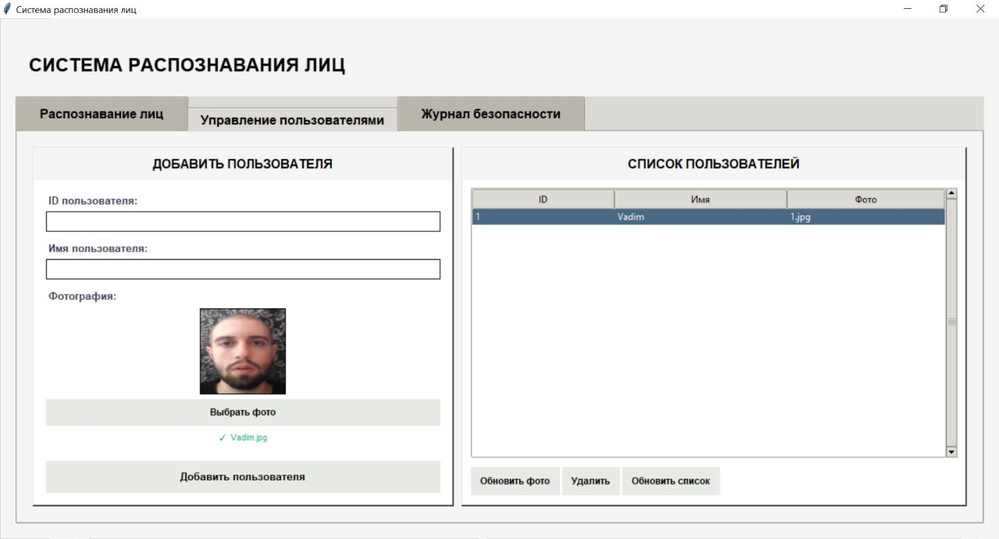 Система распознавания лиц
СИСТЕМА РАСПОЗНАВАНИЯ ЛИЦ
Распознавание лиц
Управление пользователями
Журнал безопасности
ДОБАВИТЬ ПОЛЬЗОВАТЕЛЯ
ID пользователя:
Имя пользователя:
Фотография:
Выбрать фото
✓ Vadim.jpg
Добавить пользователя
СПИСОК ПОЛЬЗОВАТЕЛЕЙ
ID Имя Фото
1 Vadim 1.jpg
Обновить фото Удалить Обновить список